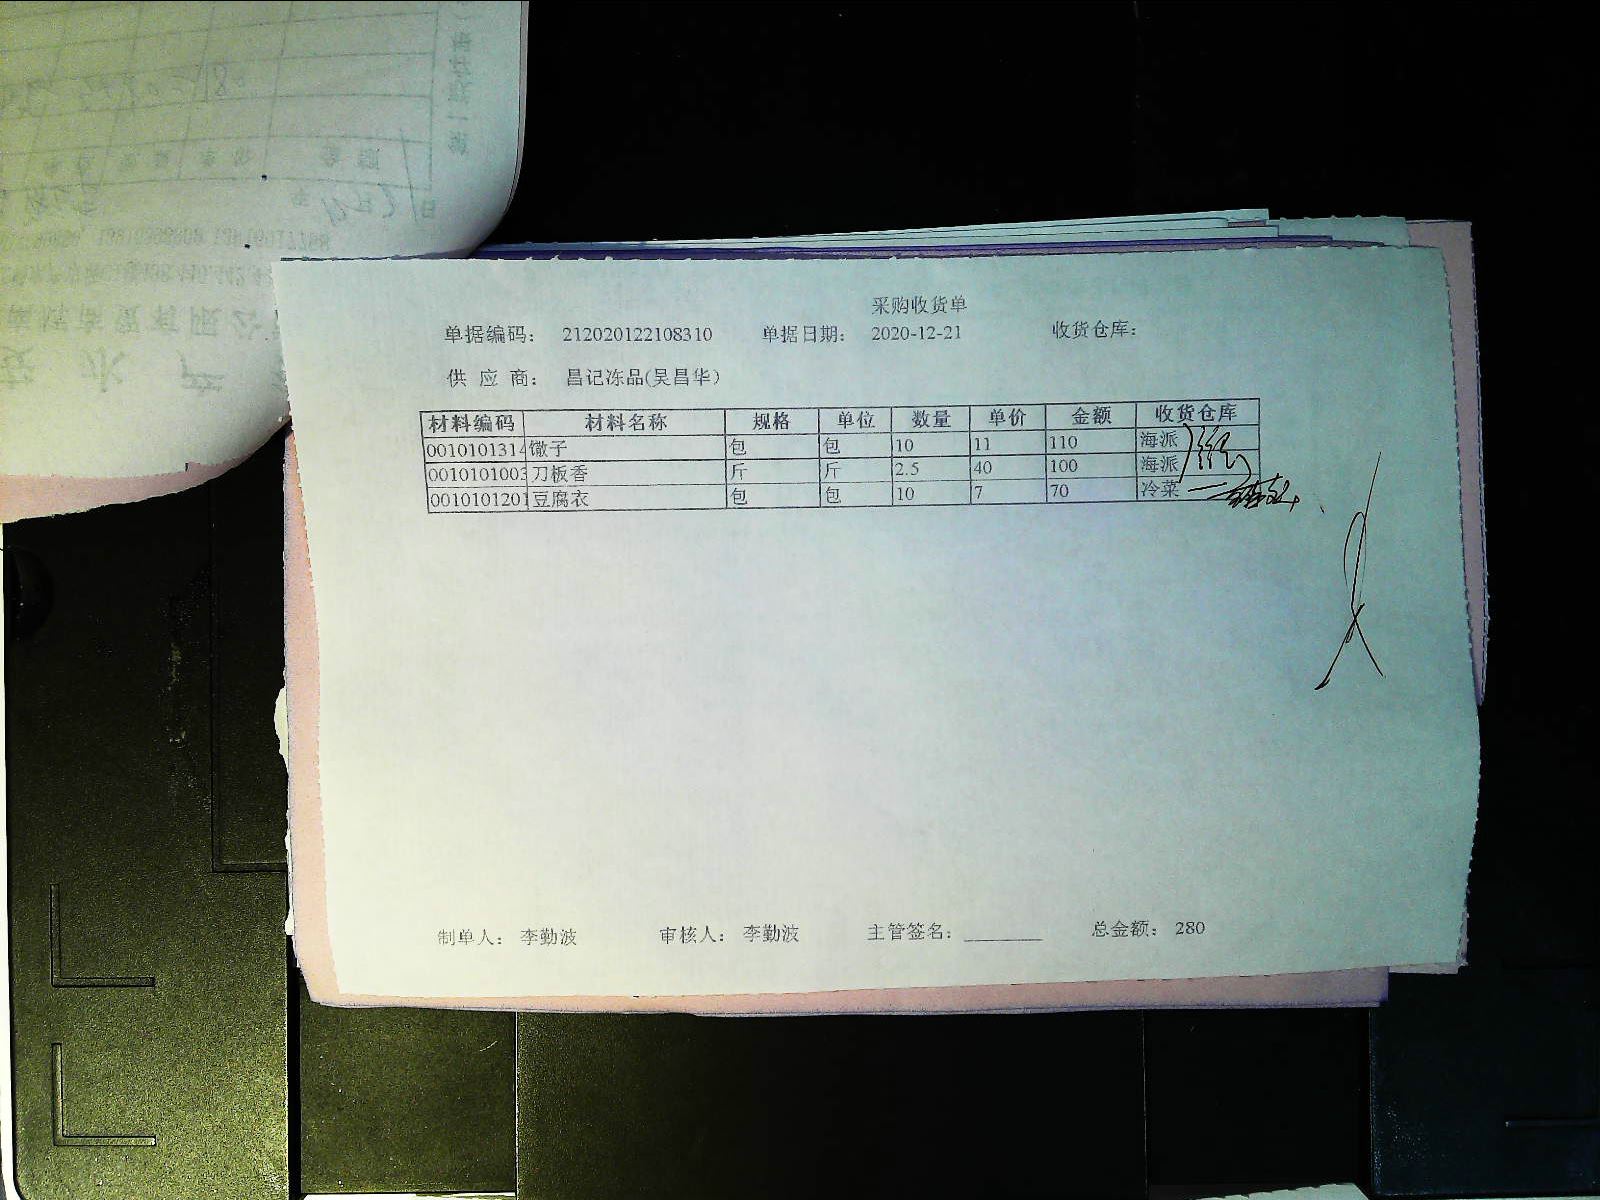 采购收货单
单据编码： 212020122108310 单据日期： 2020-12-21 收货仓库：
供 应 商： 昌记冻品(吴昌华)
材料编码 材料名称 规格 单位 数量 单价 金额 收货仓库
0010101314 馓子 包 包 10 11 110 海派
0010101003 刀板香 斤 斤 2.5 40 100 海派
0010101201 豆腐衣 包 包 10 7 70 冷菜
制单人： 李勤波 审核人： 李勤波 主管签名： 总金额： 280